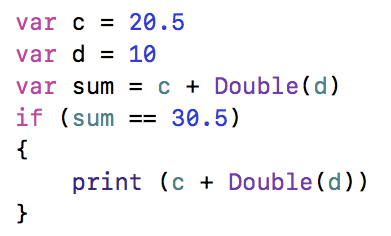 var c = 20.5
var d = 10
var sum = c + Double(d)
if (sum == 30.5)
{
    print (c + Double(d))
}